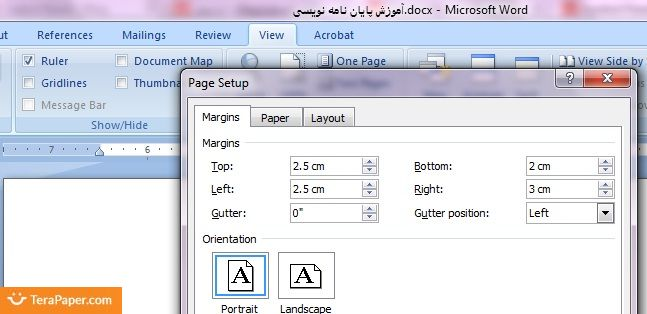 آموزش پایان نامه نویسی.docx - Microsoft Word
References Mailings Review View Acrobat
Ruler Document Map One Page View Side by
Gridlines Thumbna
Message Bar
Show/Hide
Page Setup
Margins Paper Layout
7 6
Margins
Top: 2.5 cm Bottom: 2 cm
Left: 2.5 cm Right: 3 cm
Gutter: 0" Gutter position: Left
Orientation
Portrait Landscape
TeraPaper.com